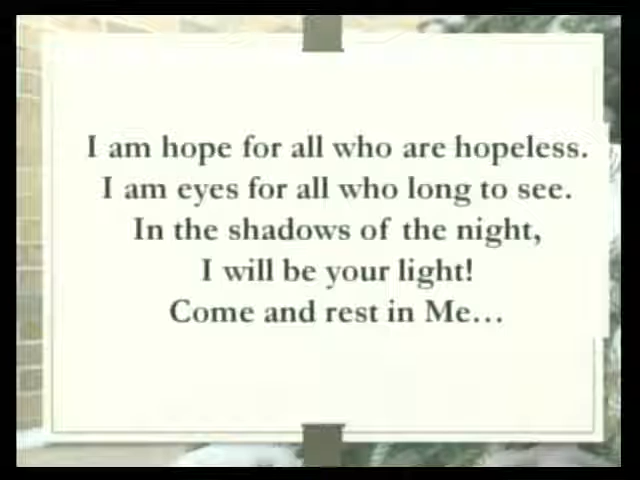 I am hope for all who are hopeless.
I am eyes for all who long to see.
In the shadows of the night,
I will be your light!
Come and rest in Me...